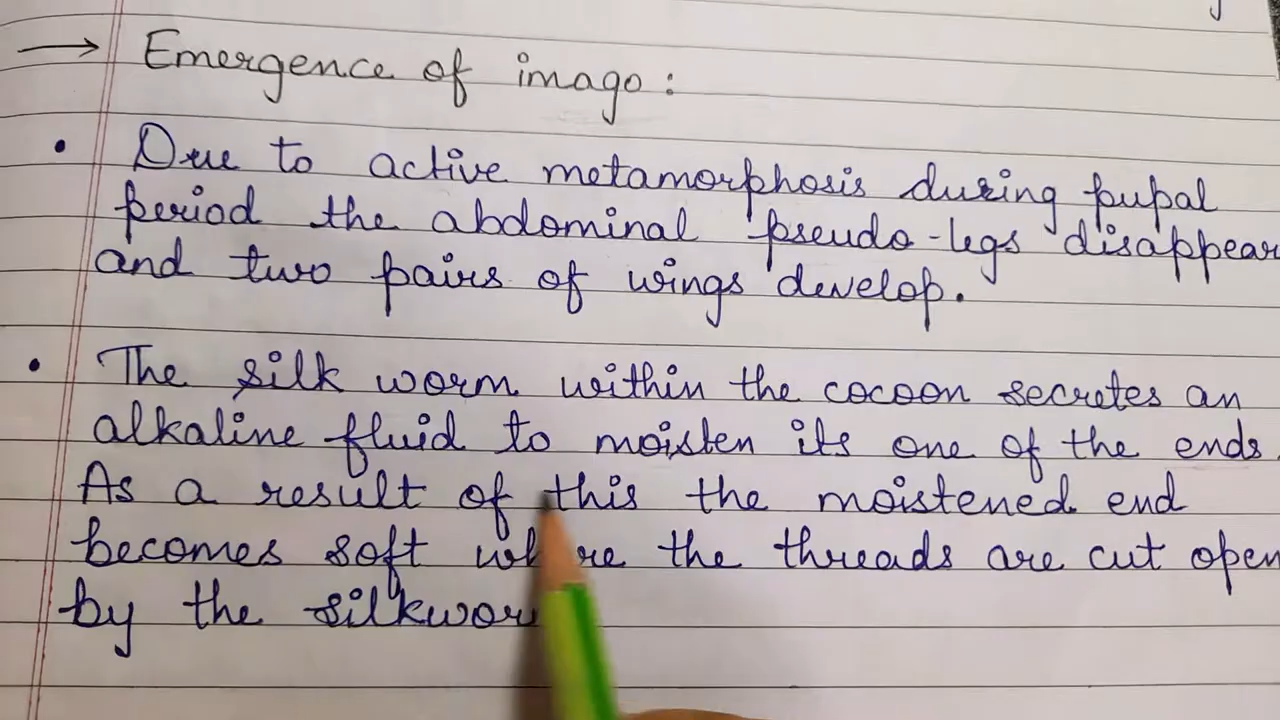 → Emergence of imago :
• Due to active metamorphosis during pupal
period the abdominal pseudo-legs disappear
and two pairs of wings develop.
• The silk worm within the cocoon secretes an
alkaline fluid to moisten its one of the ends.
As a result of this the moistened end
becomes soft where the threads are cut open
by the silkwor